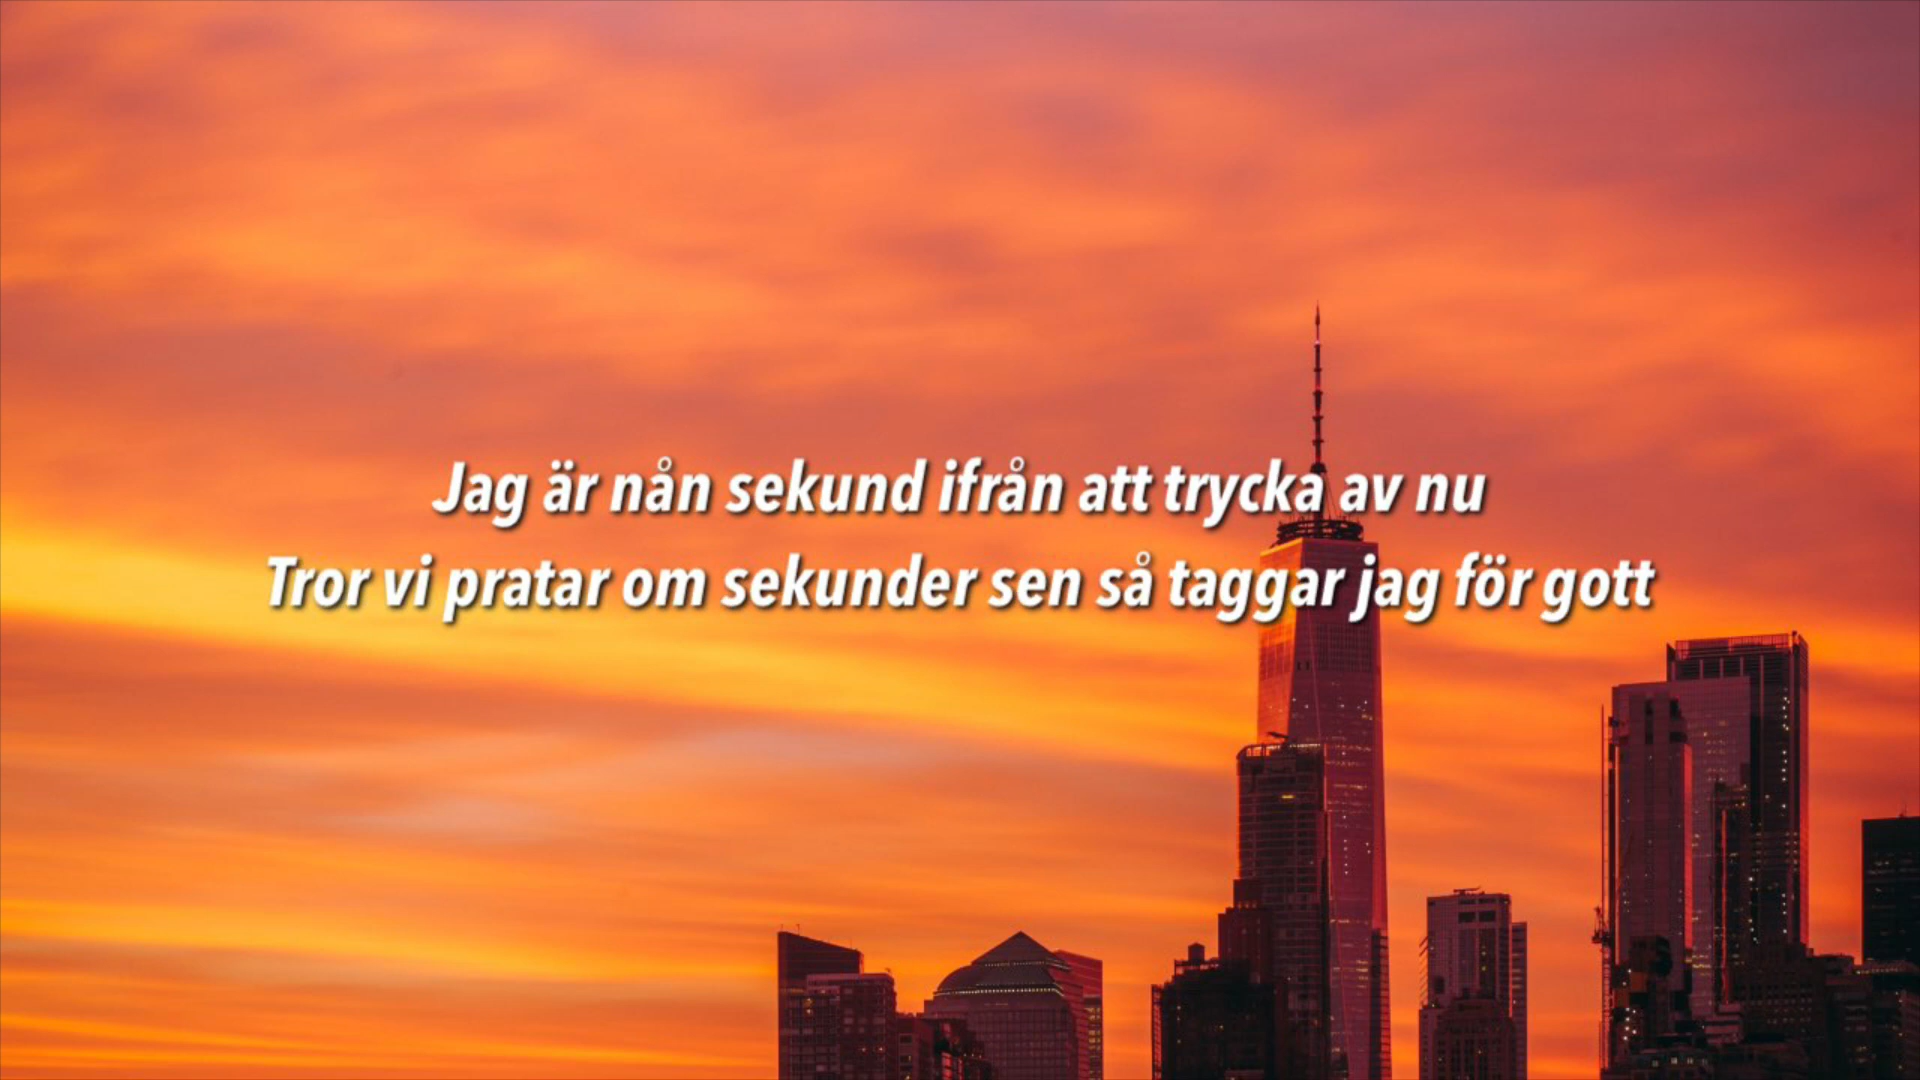 Jag är nån sekund ifrån att trycka av nu
Tror vi pratar om sekunder sen så taggar jag för gott